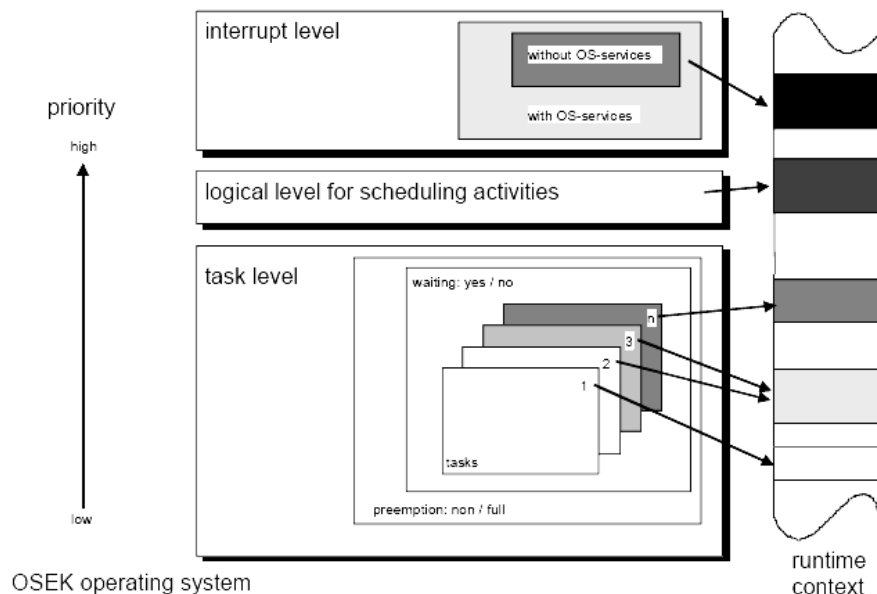 interrupt level
without OS-services
with OS-services
priority
high
logical level for scheduling activities
task level
waiting: yes / no
n
3
2
1
tasks
preemption: non / full
low
OSEK operating system
runtime
context